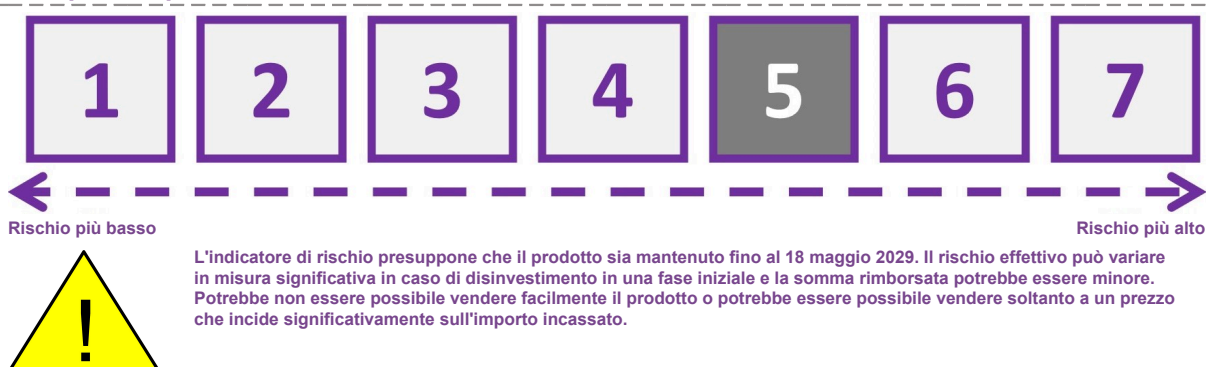 1 2 3 4 5 6 7
Rischio più basso Rischio più alto
L'indicatore di rischio presuppone che il prodotto sia mantenuto fino al 18 maggio 2029. Il rischio effettivo può variare
in misura significativa in caso di disinvestimento in una fase iniziale e la somma rimborsata potrebbe essere minore.
Potrebbe non essere possibile vendere facilmente il prodotto o potrebbe essere possibile vendere soltanto a un prezzo
che incide significativamente sull'importo incassato.
!